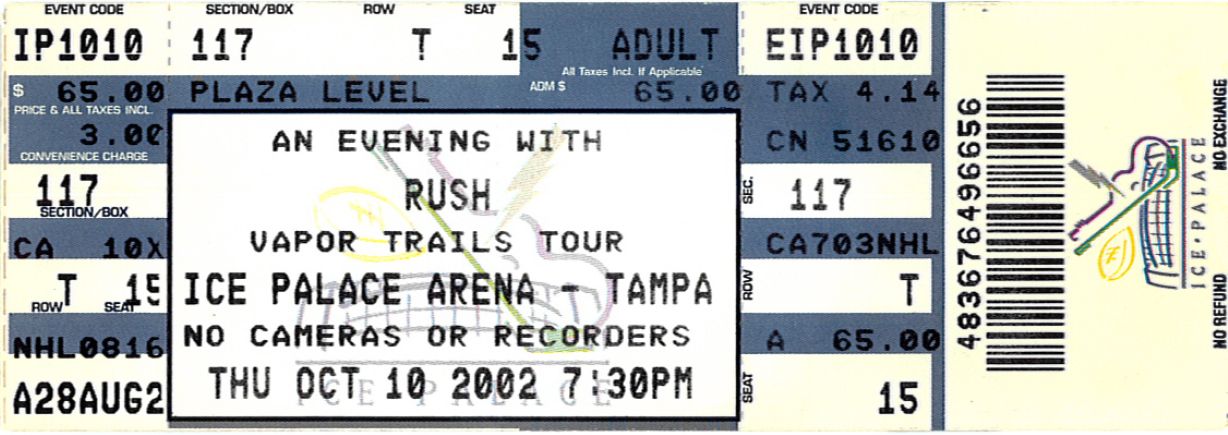 EVENT CODE SECTION/BOX ROW SEAT EVENT CODE
IP1010 117 T 15 ADULT EIP1010
All Taxes Incl. If Applicable
$ 65.00 PLAZA LEVEL ADM $ 65.00 TAX 4.14
PRICE & ALL TAXES INCL.
3.00 CN 51610
CONVENIENCE CHARGE
AN EVENING WITH
117 RUSH SEC. 117
SECTION/BOX
CA 10X VAPOR TRAILS TOUR CA703NHL
T 15 ICE PALACE ARENA - TAMPA ROW T
ROW SEAT
NHL0816 NO CAMERAS OR RECORDERS A 65.00
A28AUG2 THU OCT 10 2002 7:30PM SEAT 15
ICE PALACE
483676496656
ICE·PALACE
NO REFUND NO EXCHANGE